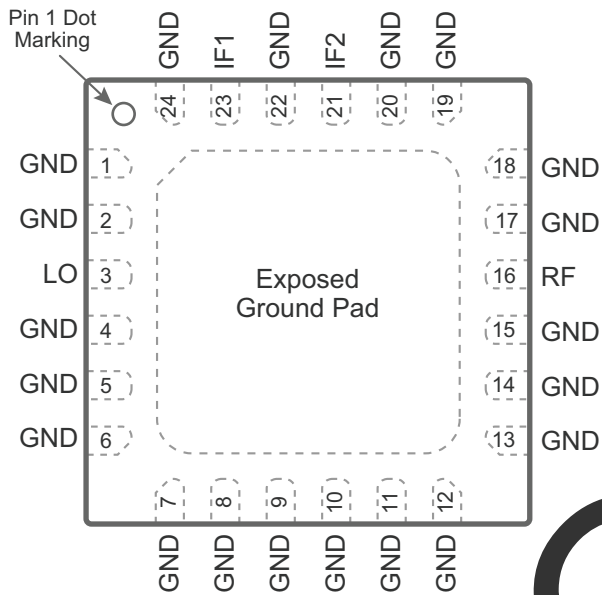 Pin 1 Dot
Marking
GND IF1 GND IF2 GND GND
24 23 22 21 20 19
GND 1
GND 2
LO 3
GND 4
GND 5
GND 6
18 GND
17 GND
16 RF
15 GND
14 GND
13 GND
Exposed
Ground Pad
7 8 9 10 11 12
GND GND GND GND GND GND